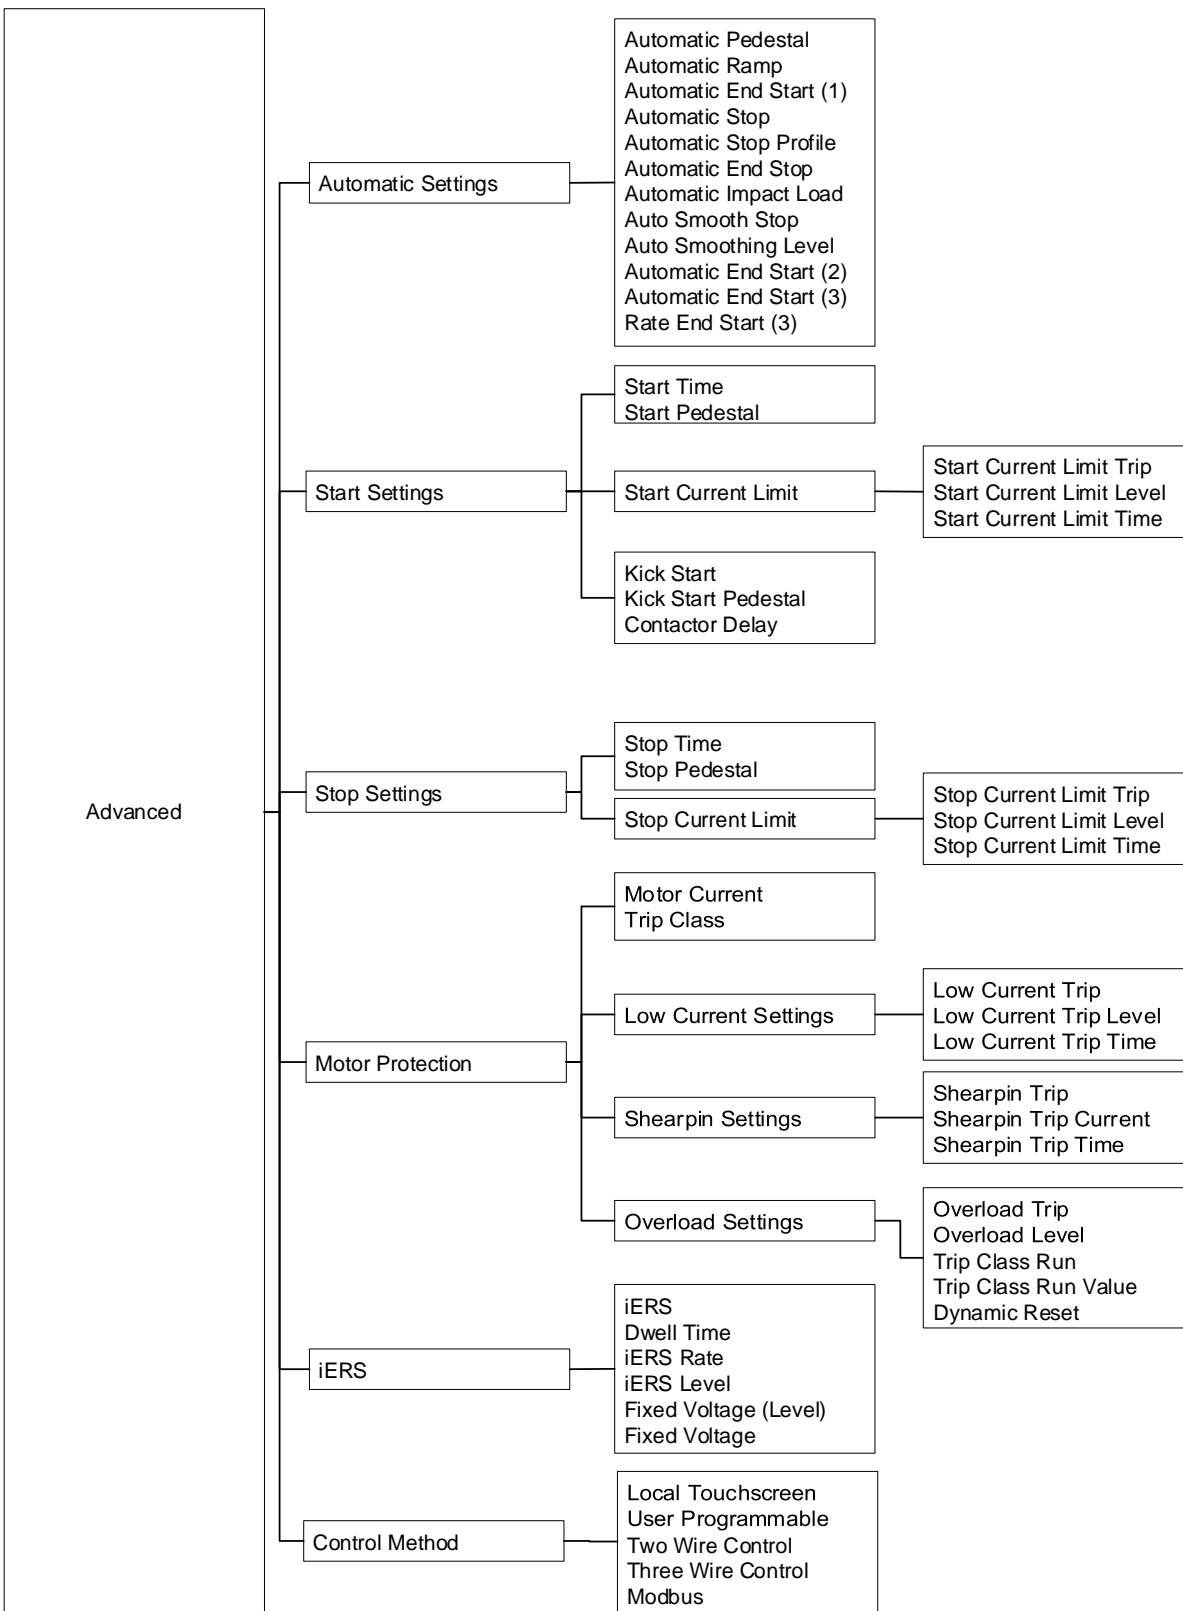 Advanced
Automatic Settings
Automatic Pedestal
Automatic Ramp
Automatic End Start (1)
Automatic Stop
Automatic Stop Profile
Automatic End Stop
Automatic Impact Load
Auto Smooth Stop
Auto Smoothing Level
Automatic End Start (2)
Automatic End Start (3)
Rate End Start (3)
Start Settings
Start Time
Start Pedestal
Start Current Limit
Start Current Limit Trip
Start Current Limit Level
Start Current Limit Time
Kick Start
Kick Start Pedestal
Contactor Delay
Stop Settings
Stop Time
Stop Pedestal
Stop Current Limit
Stop Current Limit Trip
Stop Current Limit Level
Stop Current Limit Time
Motor Protection
Motor Current
Trip Class
Low Current Settings
Low Current Trip
Low Current Trip Level
Low Current Trip Time
Shearpin Settings
Shearpin Trip
Shearpin Trip Current
Shearpin Trip Time
Overload Settings
Overload Trip
Overload Level
Trip Class Run
Trip Class Run Value
Dynamic Reset
iERS
iERS
Dwell Time
iERS Rate
iERS Level
Fixed Voltage (Level)
Fixed Voltage
Control Method
Local Touchscreen
User Programmable
Two Wire Control
Three Wire Control
Modbus